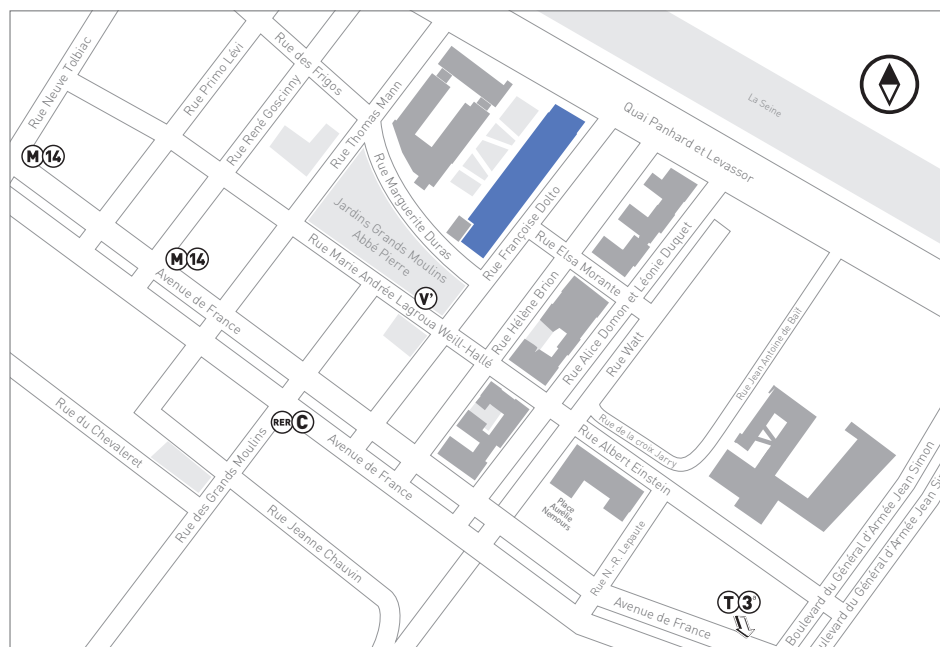 Rue Neuve Tolbiac
Rue Primo Lévi
Rue des Frigos
Rue René Goscinny
Rue Thomas Mann
La Seine
Quai Panhard et Levassor
M 14
M 14
Rue Marguerite Duras
Jardins Grands Moulins
Abbé Pierre
Rue Françoise Dolto
Rue Elsa Morante
Rue Marie Andrée Lagroua Weill-Hallé
V'
Rue Hélène Brion
Rue Alice Domon et Léonie Duquet
Rue Watt
Rue Jean Antoine de Baïf
Avenue de France
Rue du Chevaleret
RER C
Rue des Grands Moulins
Avenue de France
Rue de la croix Jarry
Rue Albert Einstein
Place
Aurélie
Nemours
Rue Jeanne Chauvin
Rue N.-R. Lepaute
Avenue de France
T 3a
Boulevard du Général d'Armée Jean Simon
ulevard du Général d'Armée Jean Si